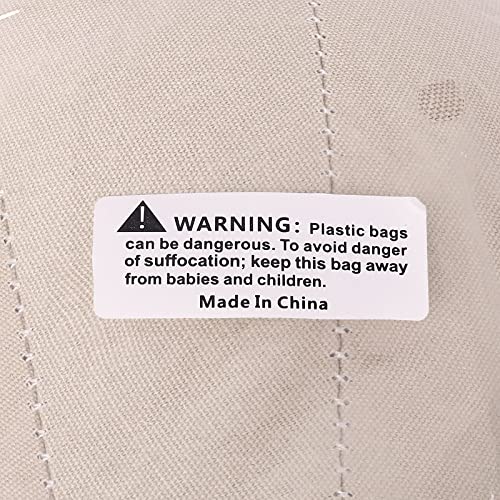 WARNING: Plastic bags
can be dangerous. To avoid danger
of suffocation; keep this bag away
from babies and children.
Made In China